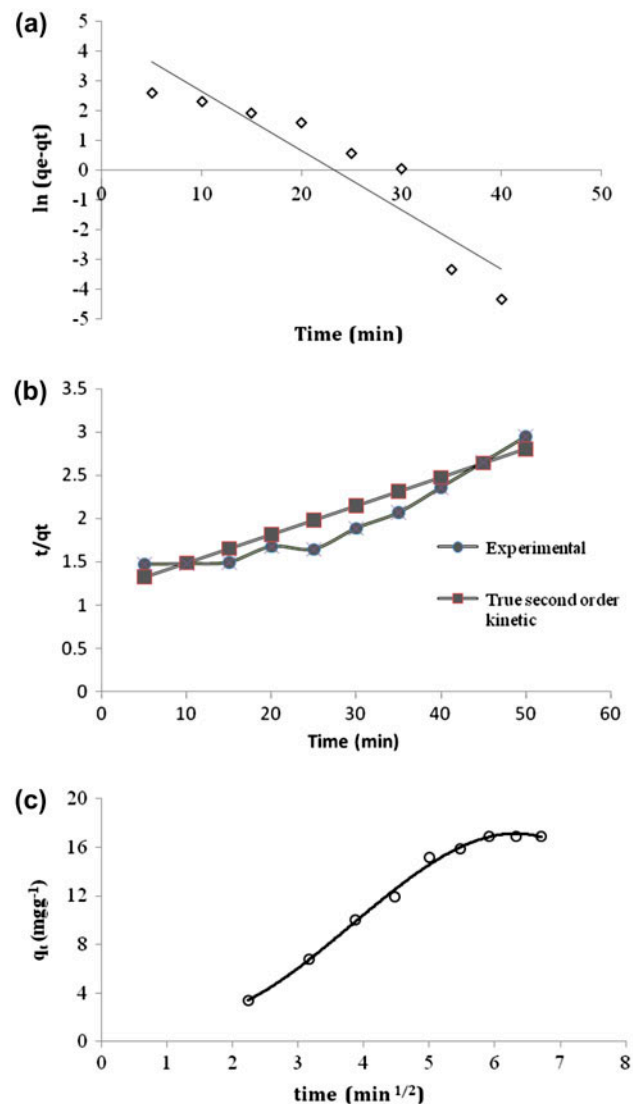 (a)
5
4
3
2
1
0
-1
-2
-3
-4
-5
ln (qe-qt)
0 10 20 30 40 50
Time (min)
(b)
3.5
3
2.5
2
1.5
1
0.5
0
t/qt
Experimental
True second order
kinetic
0 10 20 30 40 50 60
Time (min)
(c)
20
16
12
8
4
0
qt (mgg-1)
0 1 2 3 4 5 6 7 8
time (min 1/2)